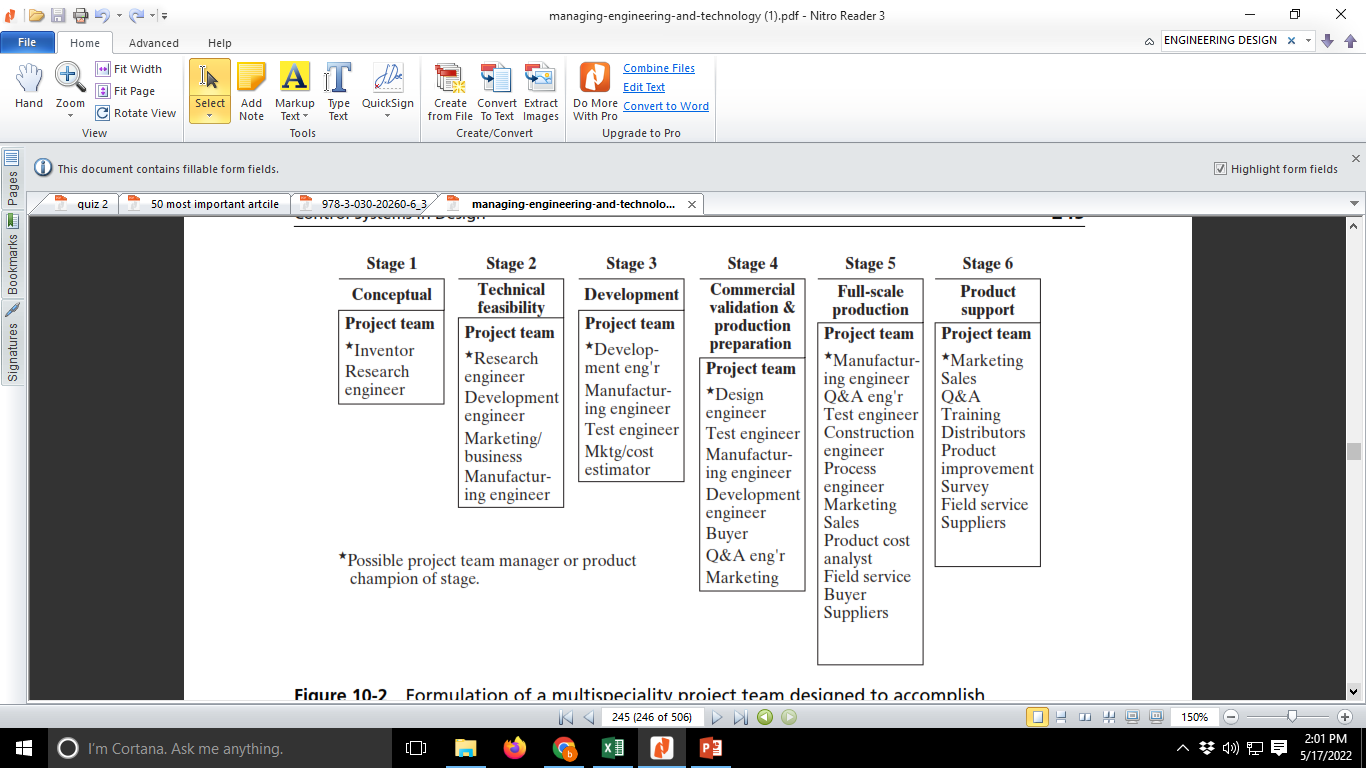 managing-engineering-and-technology (1).pdf - Nitro Reader 3
File
Home
Advanced
Help
ENGINEERING DESIGN
Hand
Zoom
Fit Width
Fit Page
Rotate View
View
Select
Add Note
Markup Text
Type Text
QuickSign
Tools
Create from File
Convert To Text
Extract Images
Create/Convert
Do More With Pro
Combine Files
Edit Text
Convert to Word
Upgrade to Pro
This document contains fillable form fields.
Highlight form fields
Pages
Bookmarks
Signatures
quiz 2
50 most important artcile
978-3-030-20260-6_3
managing-engineering-and-technolo...
Control Systems in Design
245
Stage 1
Conceptual
Project team
★Inventor
Research
engineer
Stage 2
Technical
feasibility
Project team
★Research
engineer
Development
engineer
Marketing/
business
Manufactur-
ing engineer
Stage 3
Development
Project team
★Develop-
ment eng'r
Manufactur-
ing engineer
Test engineer
Mktg/cost
estimator
Stage 4
Commercial
validation &
production
preparation
Project team
★Design
engineer
Test engineer
Manufactur-
ing engineer
Development
engineer
Buyer
Q&A eng'r
Marketing
Stage 5
Full-scale
production
Project team
★Manufactur-
ing engineer
Q&A eng'r
Test engineer
Construction
engineer
Process
engineer
Marketing
Sales
Product cost
analyst
Field service
Buyer
Suppliers
Stage 6
Product
support
Project team
★Marketing
Sales
Q&A
Training
Distributors
Product
improvement
Survey
Field service
Suppliers
★Possible project team manager or product
champion of stage.
Figure 10-2 Formulation of a multispeciality project team designed to accomplish
245 (246 of 506)
150%
I'm Cortana. Ask me anything.
2:01 PM
5/17/2022